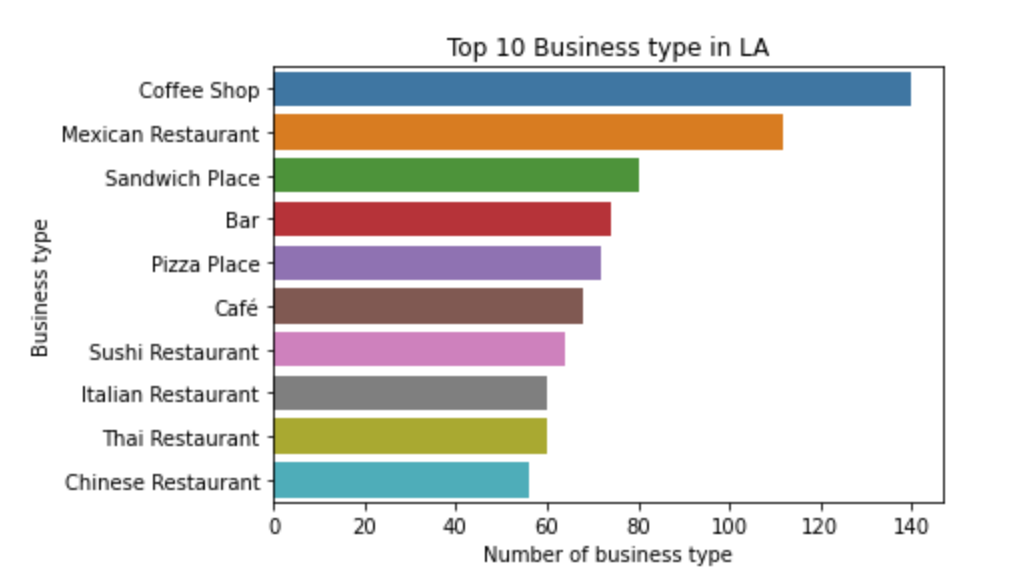 Top 10 Business type in LA
Business type
Coffee Shop
Mexican Restaurant
Sandwich Place
Bar
Pizza Place
Café
Sushi Restaurant
Italian Restaurant
Thai Restaurant
Chinese Restaurant
0 20 40 60 80 100 120 140
Number of business type